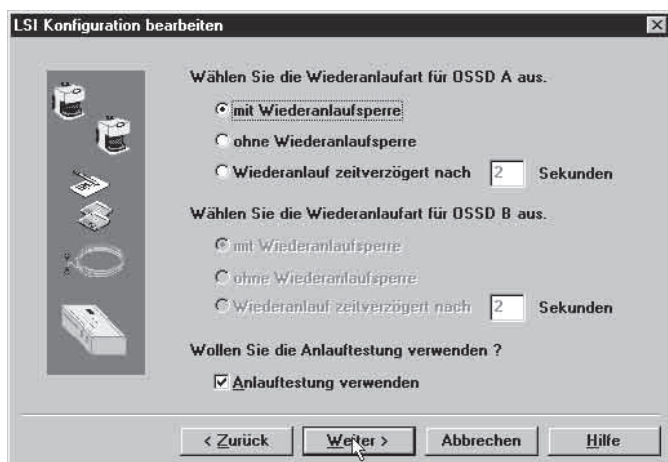 LSI Konfiguration bearbeiten
Wählen Sie die Wiederanlaufart für OSSD A aus.
mit Wiederanlaufsperre
ohne Wiederanlaufsperre
Wiederanlauf zeitverzögert nach 2 Sekunden
Wählen Sie die Wiederanlaufart für OSSD B aus.
mit Wiederanlaufsperre
ohne Wiederanlaufsperre
Wiederanlauf zeitverzögert nach 2 Sekunden
Wollen Sie die Anlauftestung verwenden ?
Anlauftestung verwenden
< Zurück Weiter > Abbrechen Hilfe